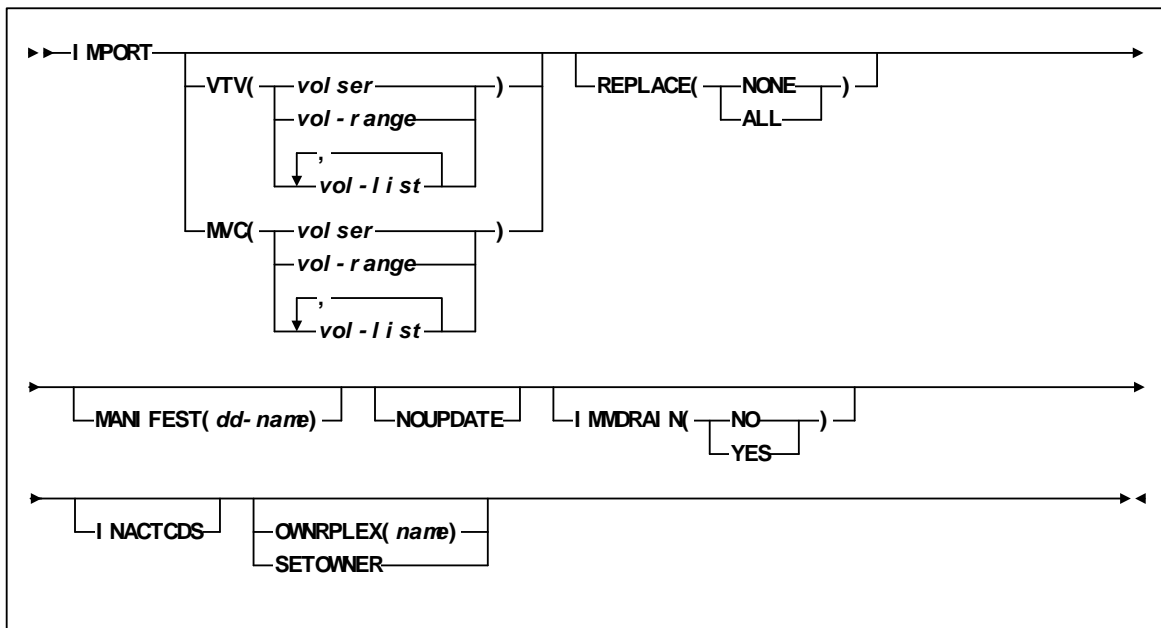 IMPORT
VTV( volser ) REPLACE( NONE )
vol-range ALL
,
vol-list
MVC( volser )
vol-range
,
vol-list
MANIFEST( dd-name) NOUPDATE IMMDRAIN( NO )
YES
INACTCDS OWNRPLEX( name)
SETOWNER